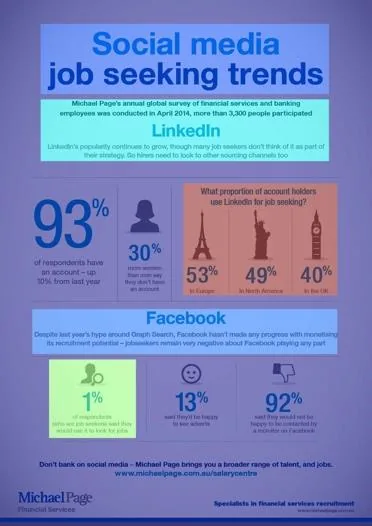 Social media
job seeking trends
Michael Page's annual global survey of financial services and banking
employees was conducted in April 2014, more than 3,300 people participated
LinkedIn
LinkedIn's popularity continues to grow, though many job seekers don't think of it as part of
their strategy. So hirers need to look to other sourcing channels too
93%
of respondents have
an account – up
10% from last year
30%
more women
than men say
they don't have
an account
What proportion of account holders
use LinkedIn for job seeking?
53%
In Europe
49%
In North America
40%
In the UK
Facebook
Despite last year's hype around Graph Search, Facebook hasn't made any progress with monetising
its recruitment potential – jobseekers remain very negative about Facebook playing any part
1%
of respondents
who are job seekers said they
would use it to look for jobs
13%
said they'd be happy
to see adverts
92%
said they would not be
happy to be contacted by
a recruiter on Facebook
Don't bank on social media – Michael Page brings you a broader range of talent, and jobs.
www.michaelpage.com.au/salarycentre
Michael Page
Financial Services
Specialists in financial services recruitment
www.michaelpage.com.au